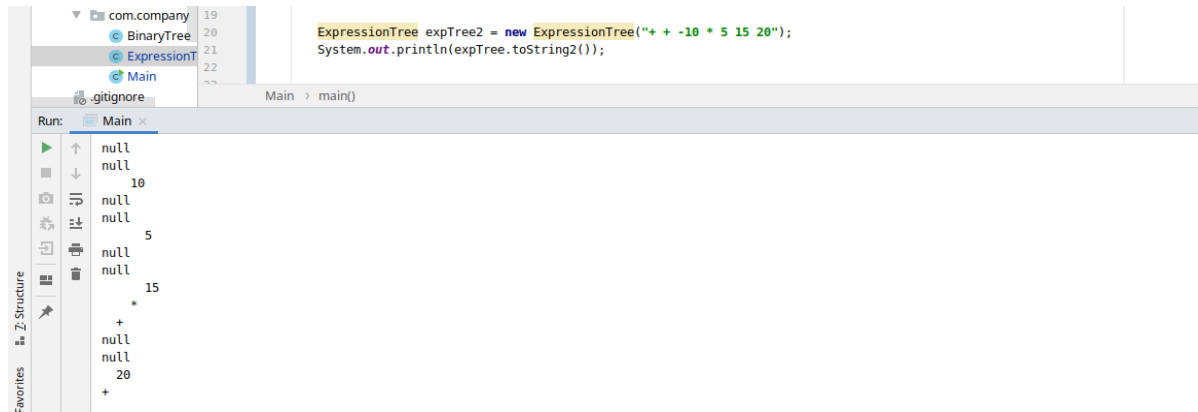 com.company
19
BinaryTree
20
ExpressionTree expTree2 = new ExpressionTree("+ + -10 * 5 15 20");
ExpressionT
21
System.out.println(expTree.toString2());
Main
22
.gitignore
Main > main()
Run:
Main
null
null
10
null
null
5
null
null
15
*
+
null
null
20
+
7: Structure
Favorites